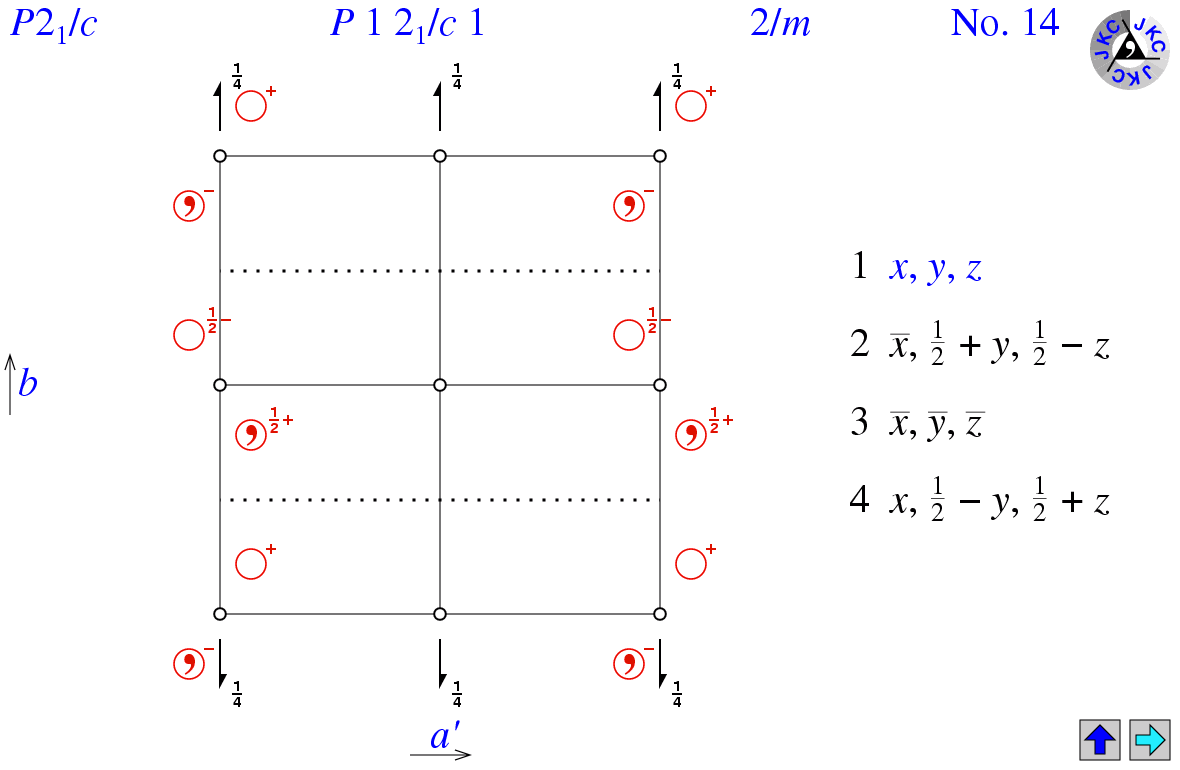 P2₁/c P 1 2₁/c 1 2/m No. 14
JKC JKC JKC
1/4 1/4 1/4
+ +
− −
1/2− 1/2−
b
1/2+ 1/2+
+ +
− −
1/4 1/4 1/4
a′
1 x, y, z
2 x̅, 1/2 + y, 1/2 − z
3 x̅, y̅, z̅
4 x, 1/2 − y, 1/2 + z